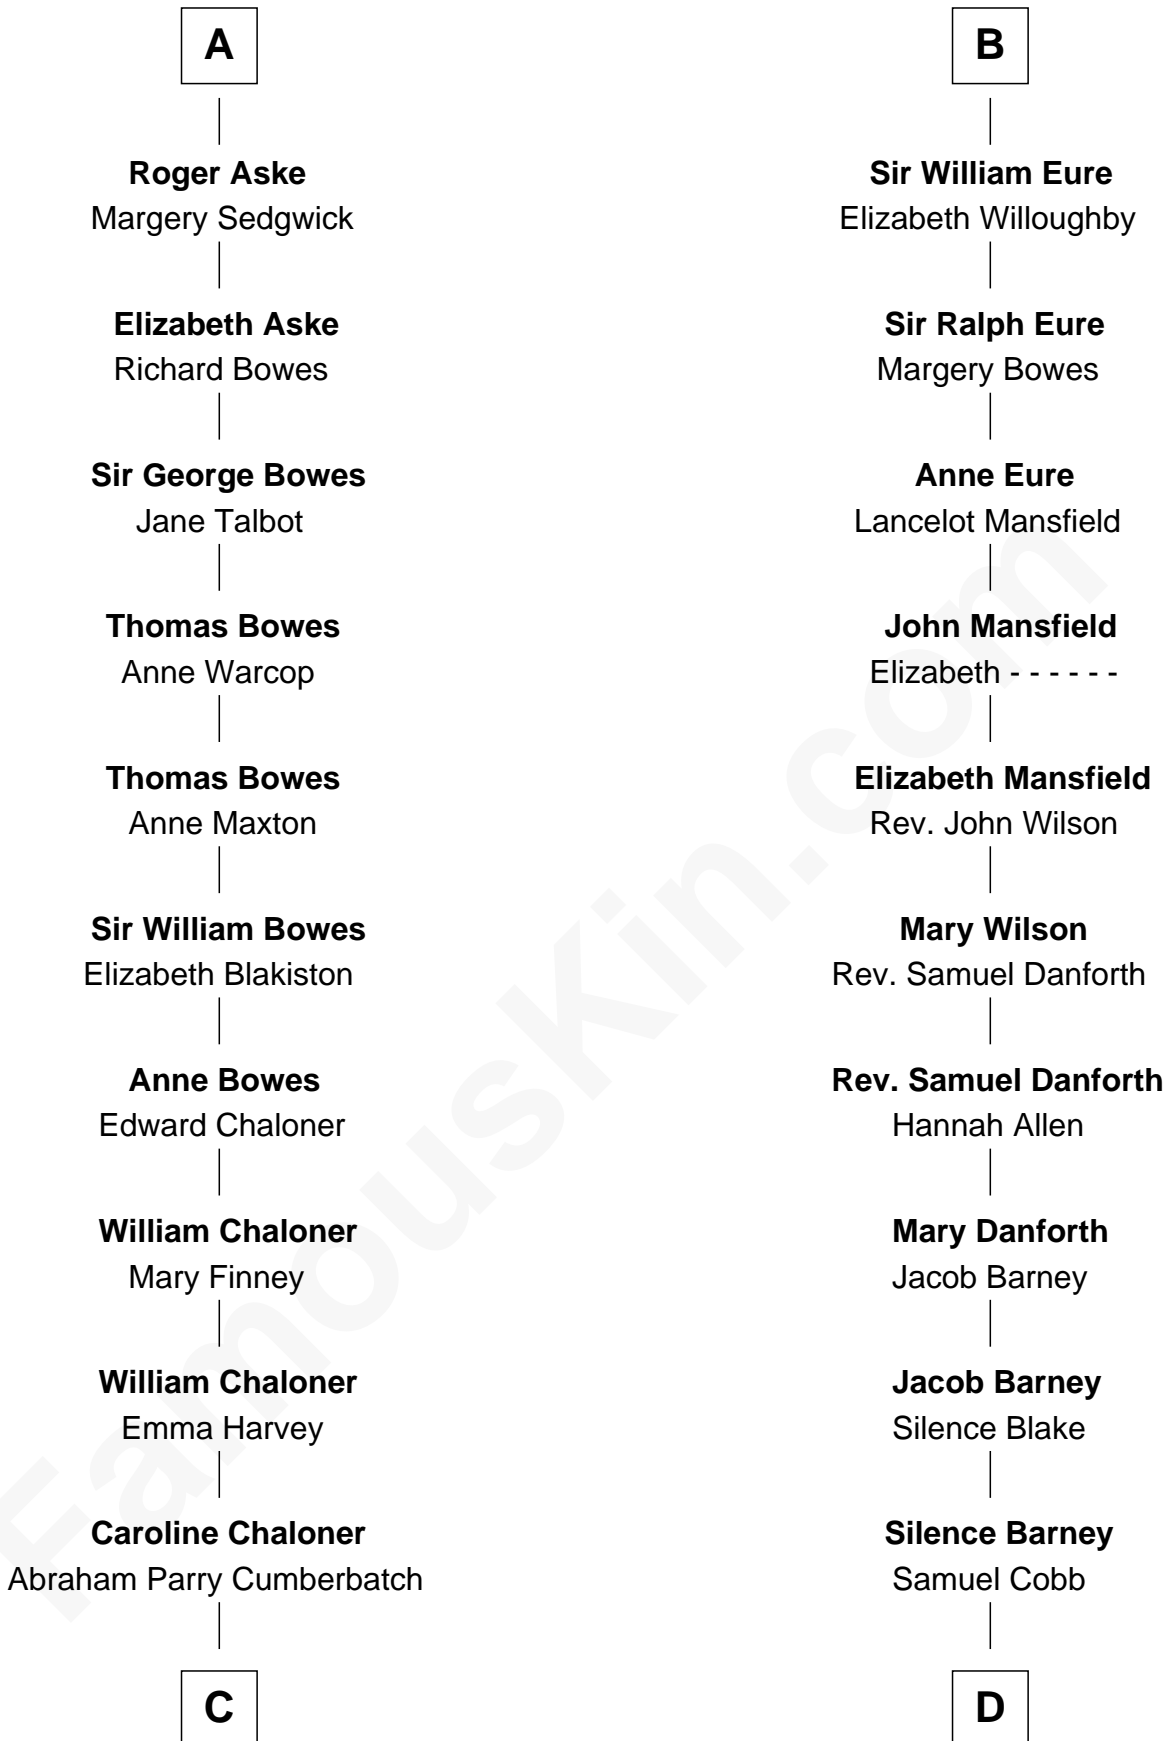 A
Roger Aske
Margery Sedgwick
Elizabeth Aske
Richard Bowes
Sir George Bowes
Jane Talbot
Thomas Bowes
Anne Warcop
Thomas Bowes
Anne Maxton
Sir William Bowes
Elizabeth Blakiston
Anne Bowes
Edward Chaloner
William Chaloner
Mary Finney
William Chaloner
Emma Harvey
Caroline Chaloner
Abraham Parry Cumberbatch
C
B
Sir William Eure
Elizabeth Willoughby
Sir Ralph Eure
Margery Bowes
Anne Eure
Lancelot Mansfield
John Mansfield
Elizabeth - - - - - -
Elizabeth Mansfield
Rev. John Wilson
Mary Wilson
Rev. Samuel Danforth
Rev. Samuel Danforth
Hannah Allen
Mary Danforth
Jacob Barney
Jacob Barney
Silence Blake
Silence Barney
Samuel Cobb
D
FamousKin.com